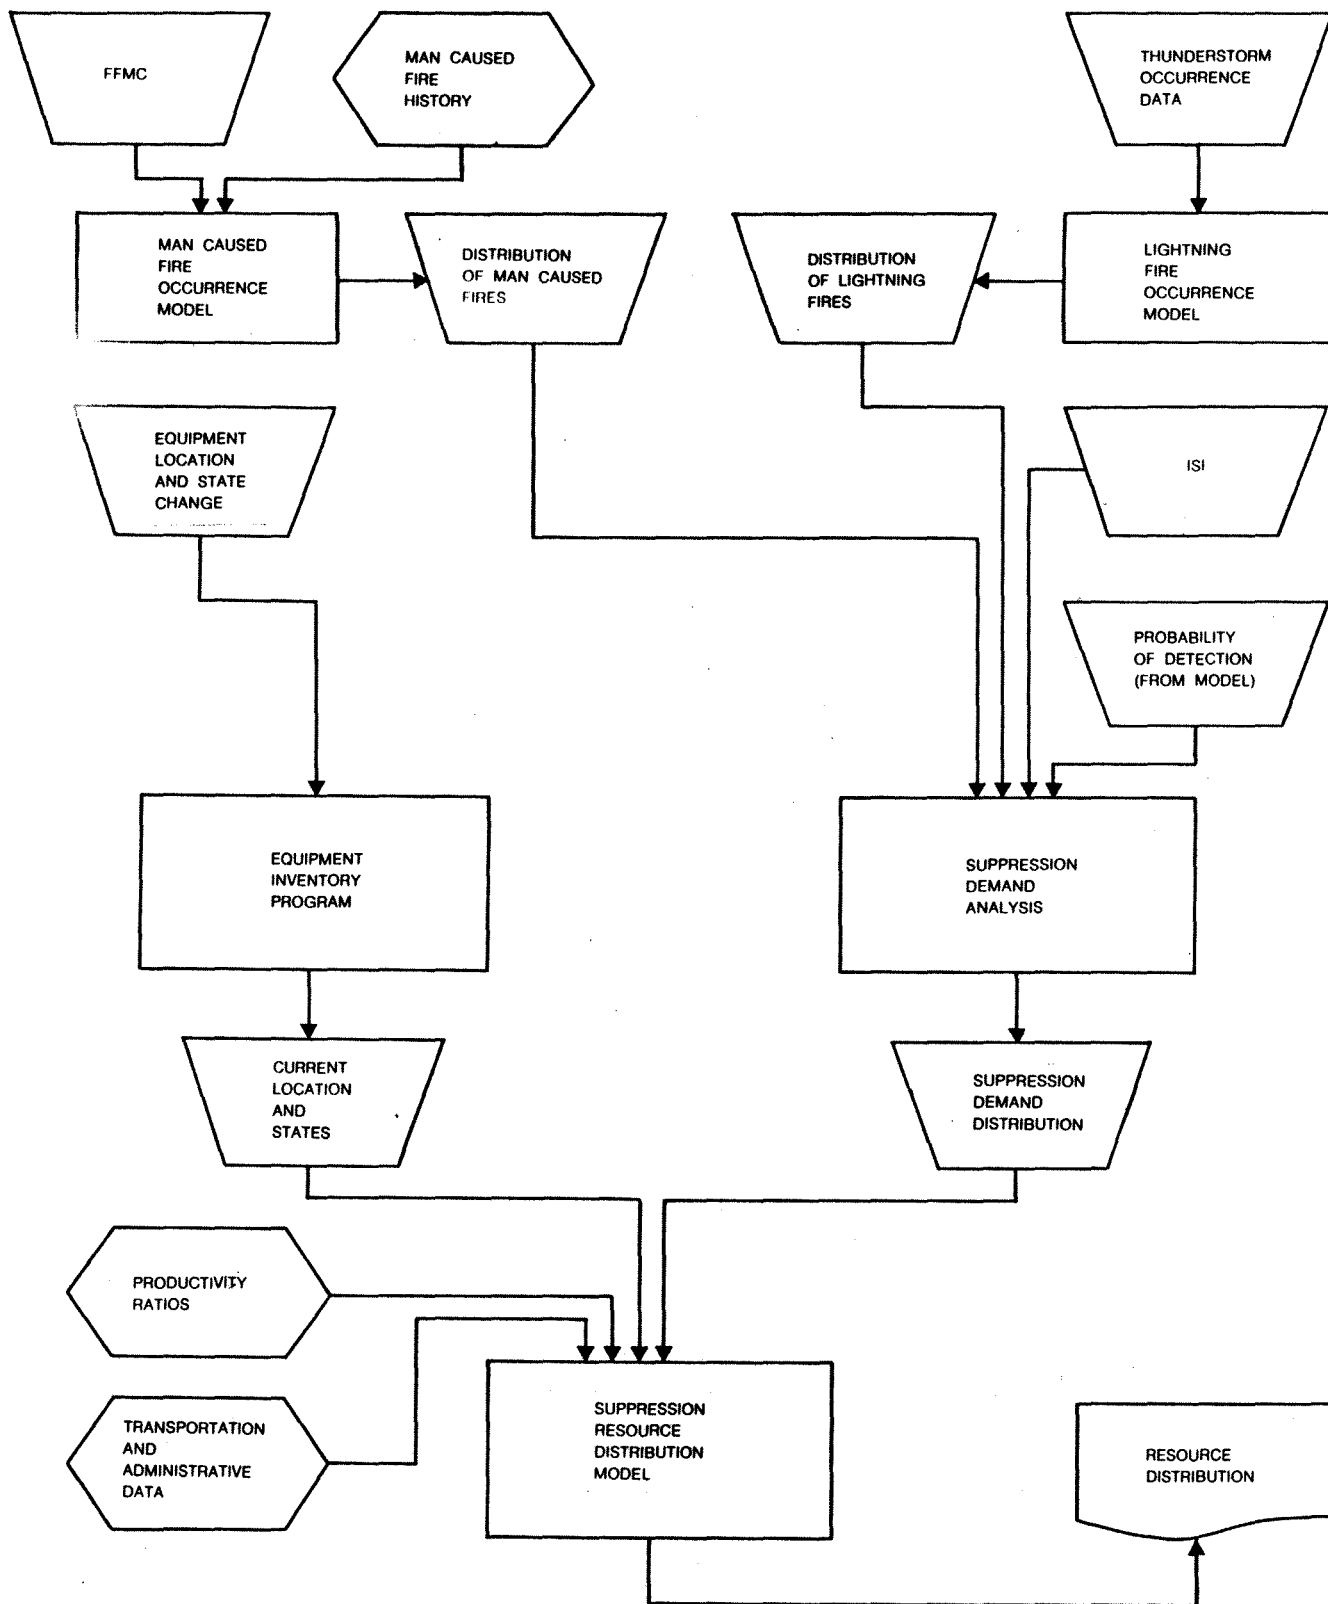 FFMC
MAN CAUSED
FIRE
HISTORY
THUNDERSTORM
OCCURRENCE
DATA
MAN CAUSED
FIRE
OCCURRENCE
MODEL
DISTRIBUTION
OF MAN CAUSED
FIRES
DISTRIBUTION
OF LIGHTNING
FIRES
LIGHTNING
FIRE
OCCURRENCE
MODEL
EQUIPMENT
LOCATION
AND STATE
CHANGE
ISI
PROBABILITY
OF DETECTION
(FROM MODEL)
EQUIPMENT
INVENTORY
PROGRAM
SUPPRESSION
DEMAND
ANALYSIS
CURRENT
LOCATION
AND
STATES
SUPPRESSION
DEMAND
DISTRIBUTION
PRODUCTIVITY
RATIOS
TRANSPORTATION
AND
ADMINISTRATIVE
DATA
SUPPRESSION
RESOURCE
DISTRIBUTION
MODEL
RESOURCE
DISTRIBUTION